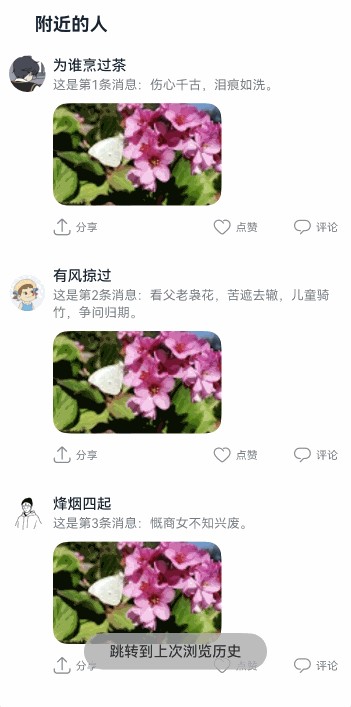 附近的人
为谁烹过茶
这是第1条消息：伤心千古，泪痕如洗。
分享
点赞
评论
有风掠过
这是第2条消息：看父老袅花，苦遮去辙，儿童骑
竹，争问归期。
分享
点赞
评论
烽烟四起
这是第3条消息：慨商女不知兴废。
跳转到上次浏览历史
分享
点赞
评论